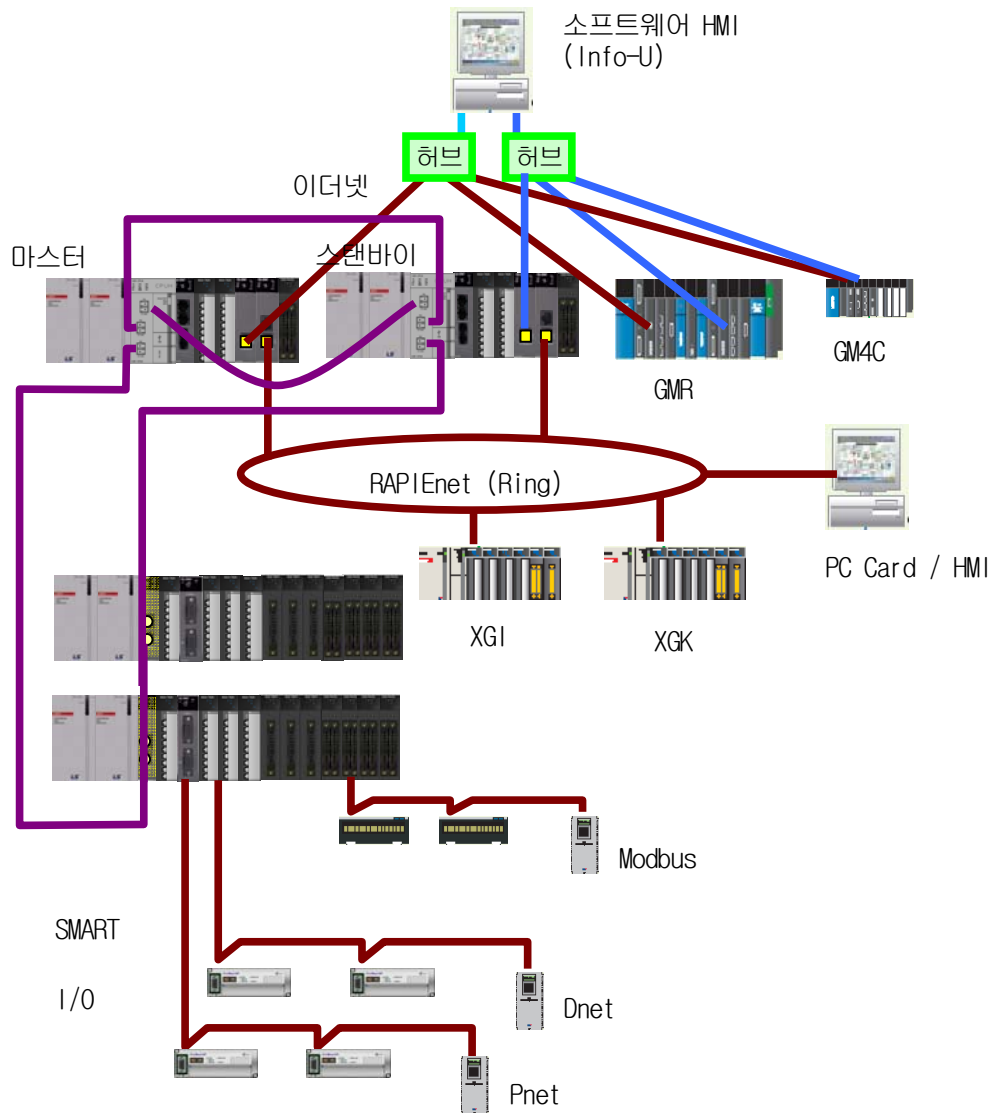 소프트웨어 HMI
(Info-U)
허브
허브
이더넷
마스터
스탠바이
GM4C
GMR
RAPIEnet (Ring)
PC Card / HMI
XGI
XGK
Modbus
SMART
I/O
Dnet
Pnet